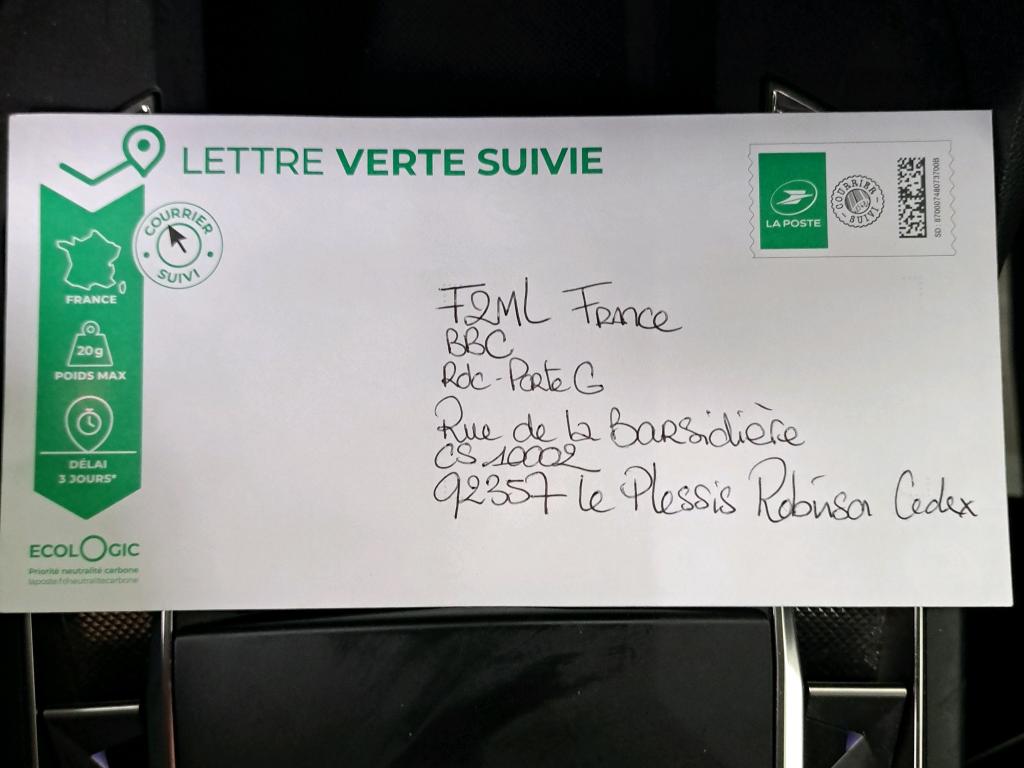 LETTRE VERTE SUIVIE
COURRIER
SUIVI
FRANCE
20g
POIDS MAX
DÉLAI
3 JOURS*
ECOLOGIC
Priorité neutralité carbone
laposte.fr/neutralitecarbone
LA POSTE
COURRIER
SUIVI
SD : 87000748073700B
F2ML France
BBC
Rdc - Porte G
Rue de la Barsidière
CS 10002
92357 le Plessis Robinson Cedex